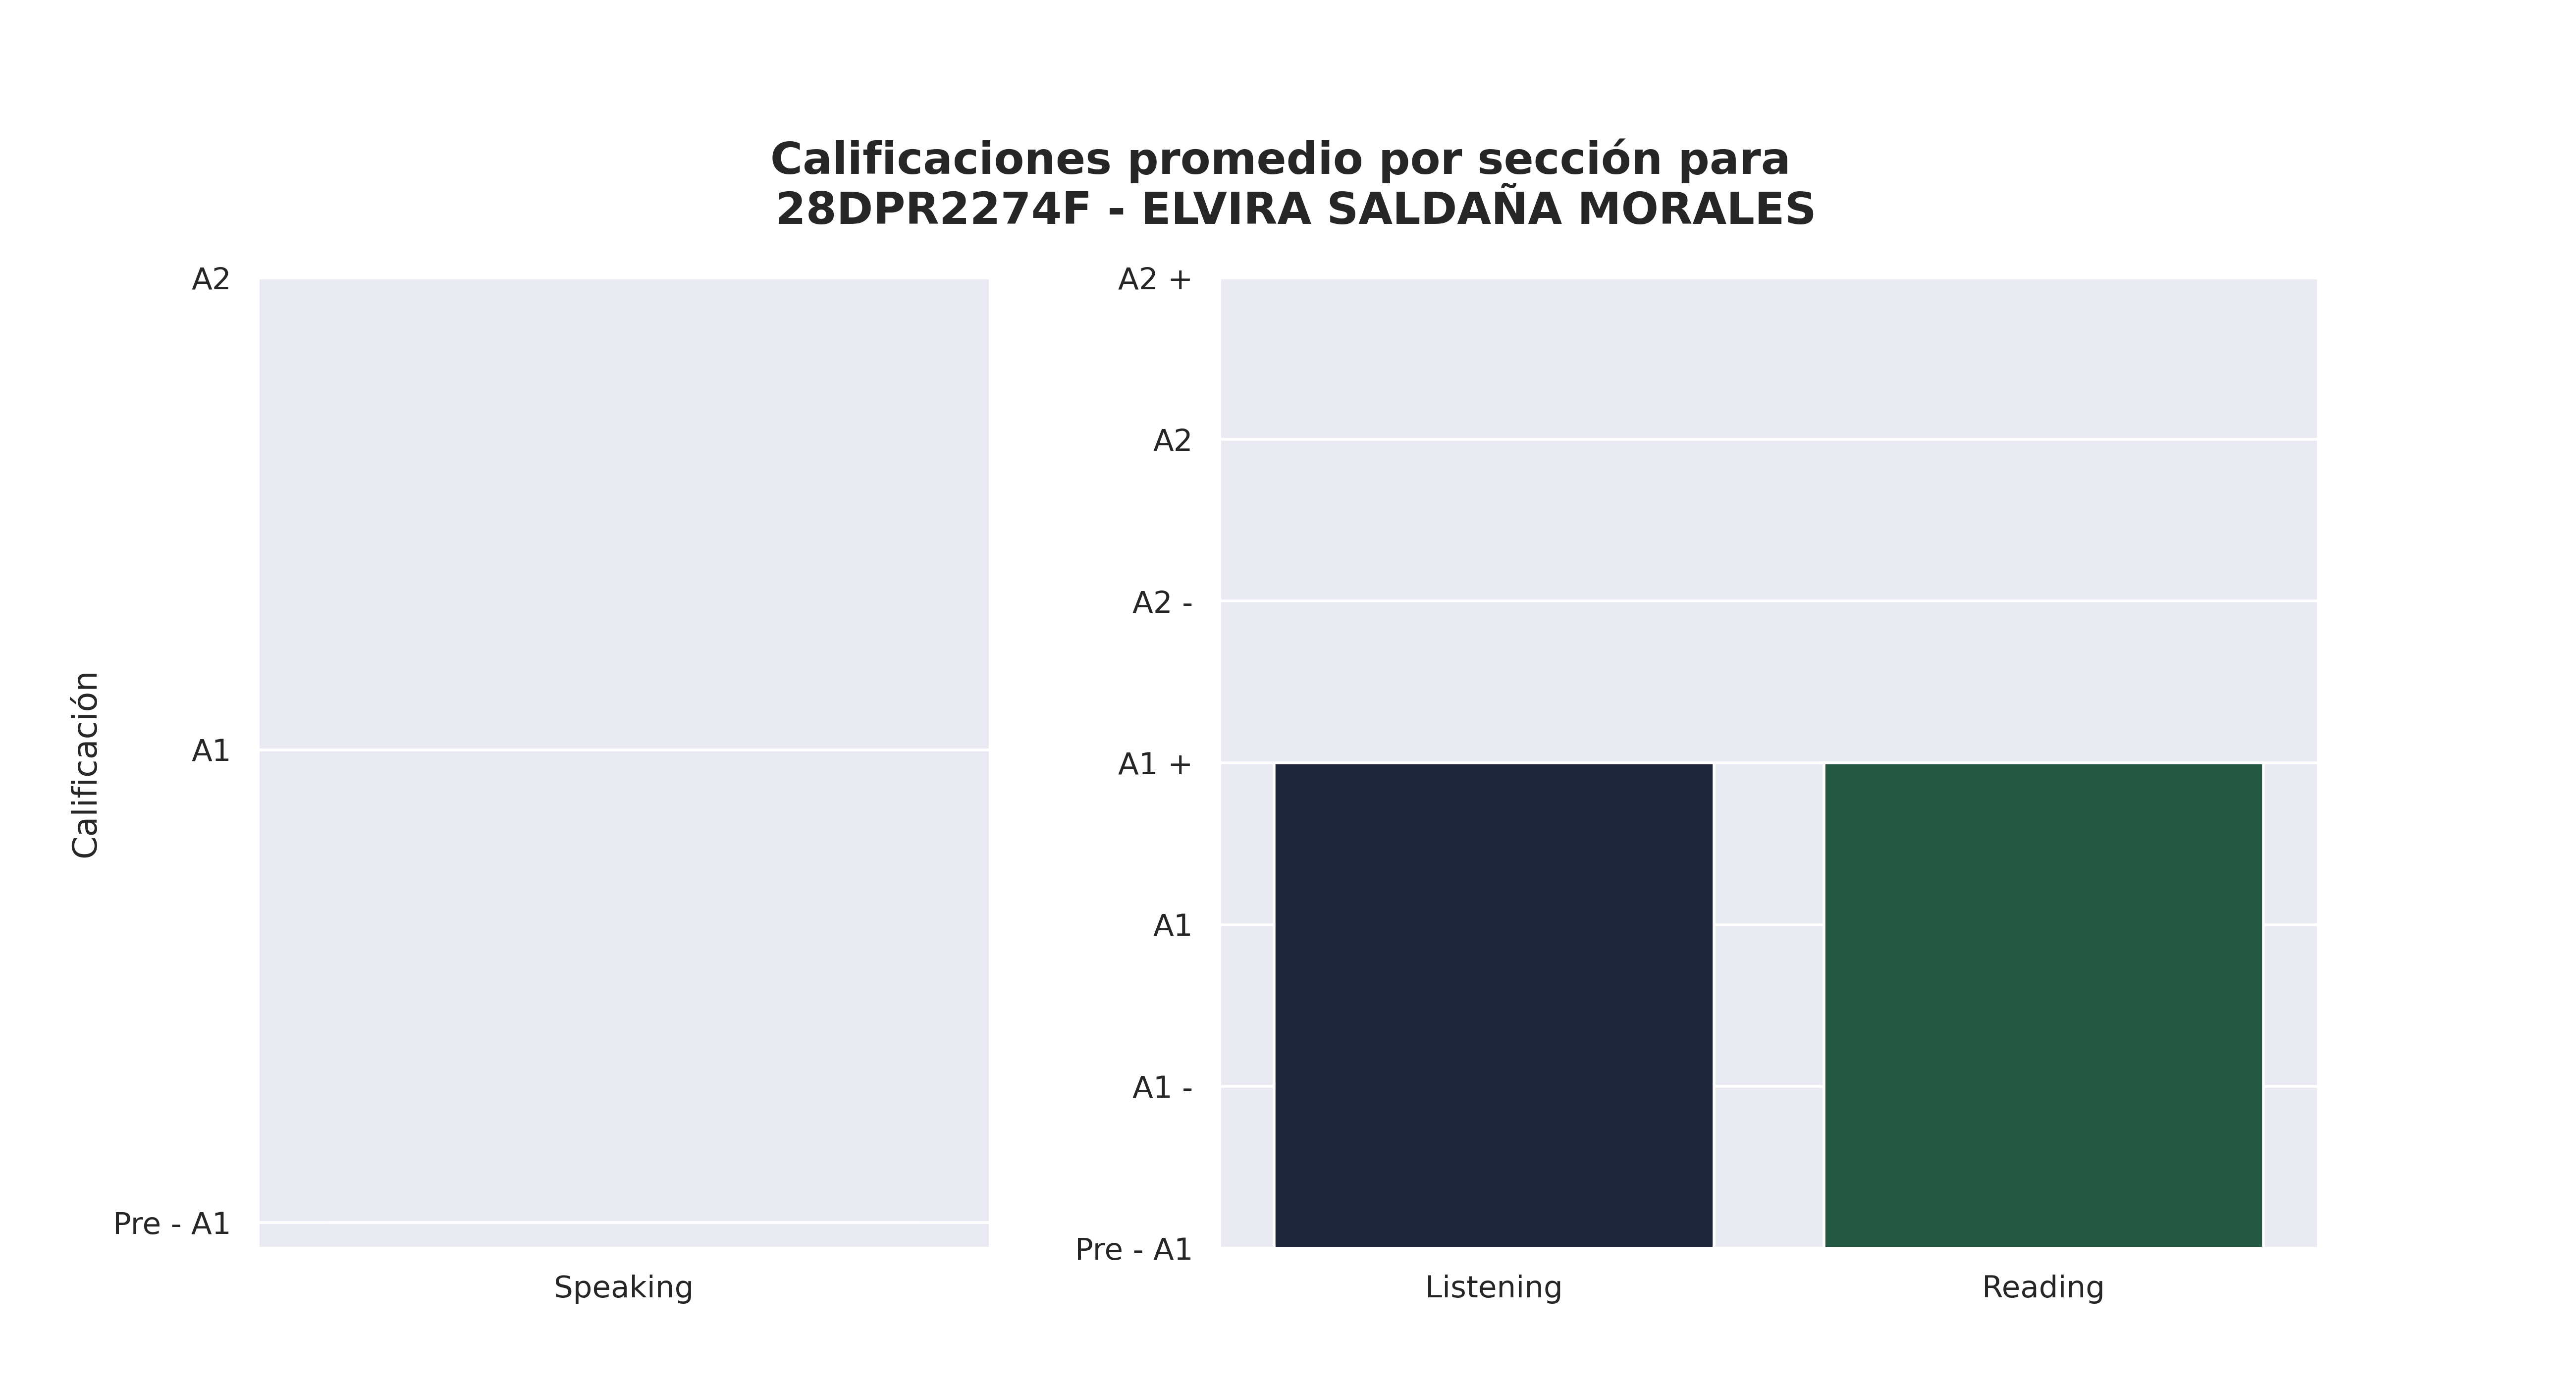 Calificaciones promedio por sección para
28DPR2274F - ELVIRA SALDAÑA MORALES
Calificación
A2
A1
Pre - A1
Speaking
A2 +
A2
A2 -
A1 +
A1
A1 -
Pre - A1
Listening
Reading